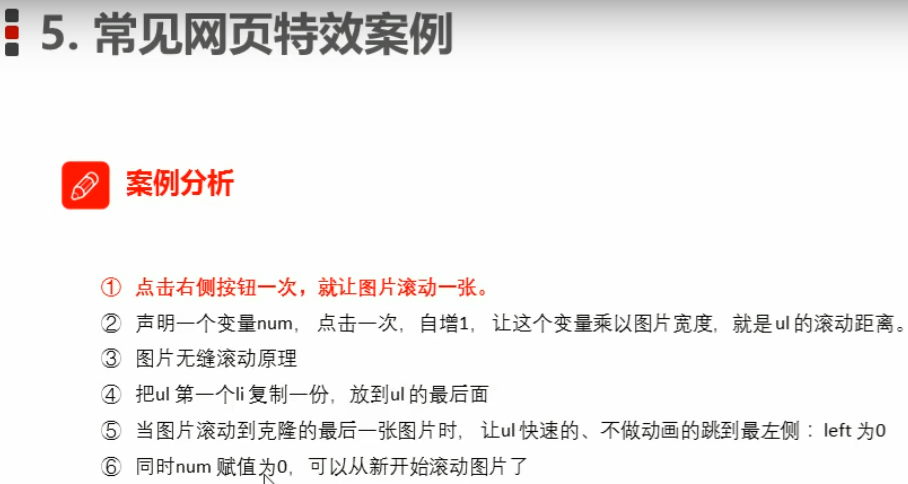 5. 常见网页特效案例
案例分析
① 点击右侧按钮一次，就让图片滚动一张。
② 声明一个变量num， 点击一次，自增1， 让这个变量乘以图片宽度，就是ul 的滚动距离。
③ 图片无缝滚动原理
④ 把ul 第一个li 复制一份，放到ul 的最后面
⑤ 当图片滚动到克隆的最后一张图片时， 让ul 快速的、不做动画的跳到最左侧： left 为0
⑥ 同时num 赋值为0，可以从新开始滚动图片了